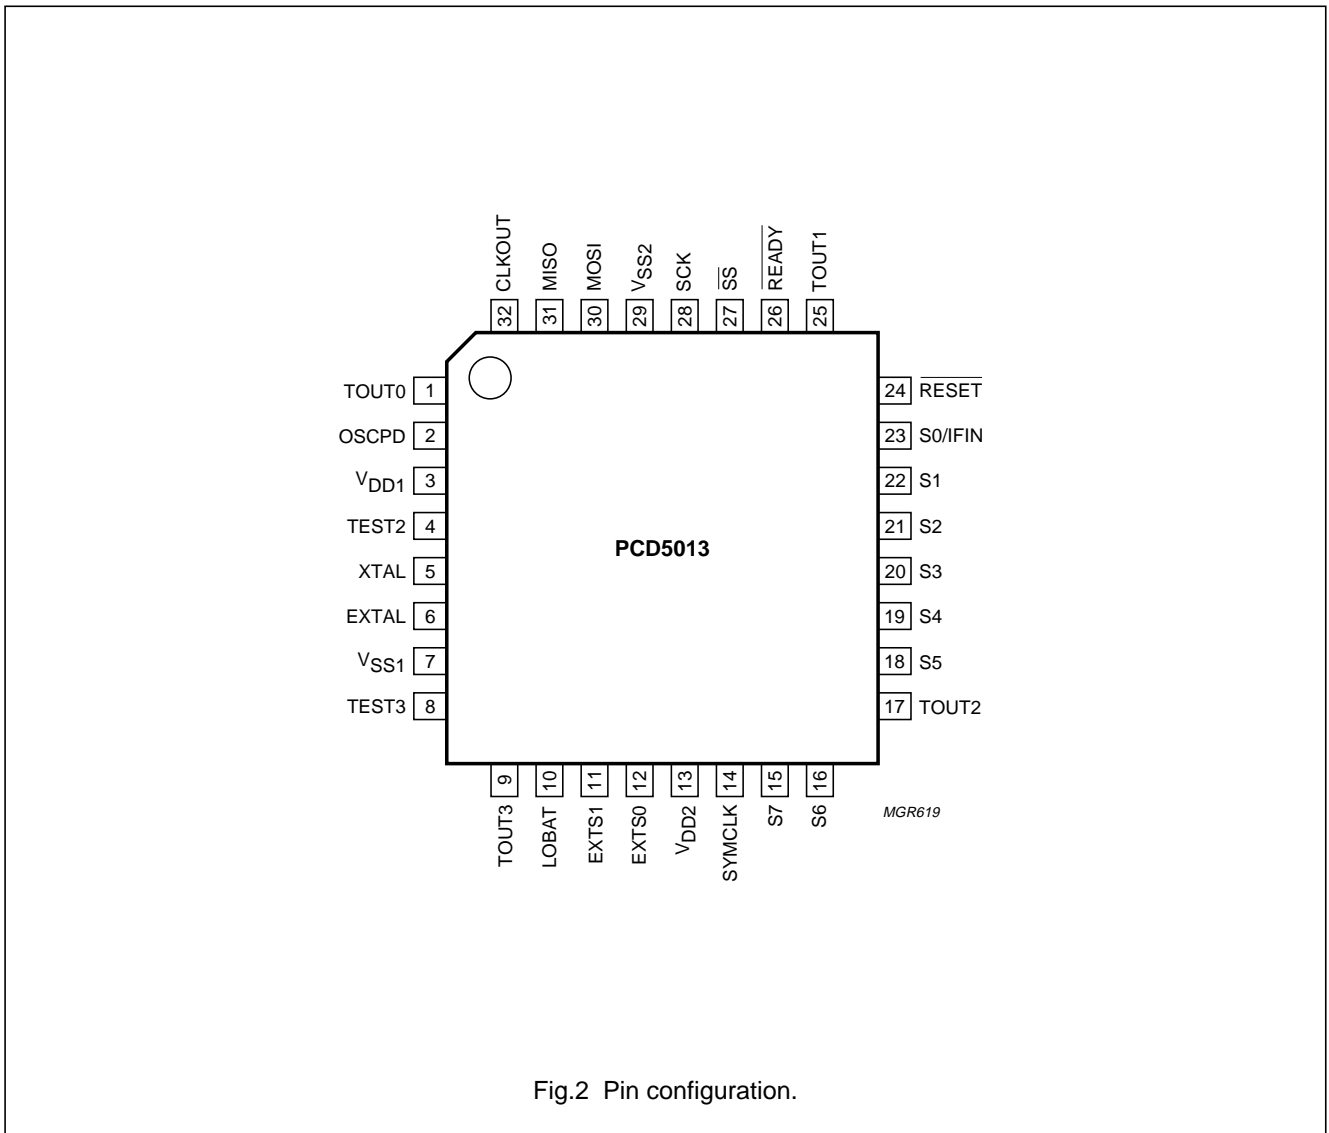 32 CLKOUT
31 MISO
30 MOSI
29 VSS2
28 SCK
27 S̅S̅
26 R̅E̅A̅D̅Y̅
25 TOUT1
TOUT0 1
OSCPD 2
VDD1 3
TEST2 4
XTAL 5
EXTAL 6
VSS1 7
TEST3 8
PCD5013
24 R̅E̅S̅E̅T̅
23 S0/IFIN
22 S1
21 S2
20 S3
19 S4
18 S5
17 TOUT2
TOUT3 9
LOBAT 10
EXTS1 11
EXTS0 12
VDD2 13
SYMCLK 14
S7 15
S6 16
MGR619
Fig.2 Pin configuration.